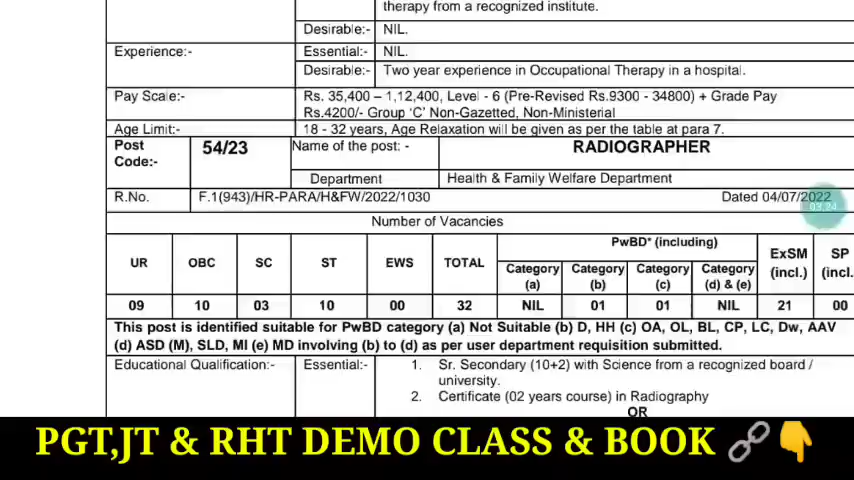 therapy from a recognized institute.
Desirable:- NIL.
Experience:- Essential:- NIL.
Desirable:- Two year experience in Occupational Therapy in a hospital.
Pay Scale:- Rs. 35,400 – 1,12,400, Level - 6 (Pre-Revised Rs.9300 - 34800) + Grade Pay
Rs.4200/- Group ‘C’ Non-Gazetted, Non-Ministerial
Age Limit:- 18 - 32 years, Age Relaxation will be given as per the table at para 7.
Post Code:- 54/23 Name of the post: - RADIOGRAPHER
Department Health & Family Welfare Department
R.No. F.1(943)/HR-PARA/H&FW/2022/1030 Dated 04/07/2022
03:24
Number of Vacancies
UR OBC SC ST EWS TOTAL PwBD* (including) ExSM (incl.) SP (incl.
Category (a) Category (b) Category (c) Category (d) & (e)
09 10 03 10 00 32 NIL 01 01 NIL 21 00
This post is identified suitable for PwBD category (a) Not Suitable (b) D, HH (c) OA, OL, BL, CP, LC, Dw, AAV
(d) ASD (M), SLD, MI (e) MD involving (b) to (d) as per user department requisition submitted.
Educational Qualification:- Essential:- 1. Sr. Secondary (10+2) with Science from a recognized board /
university.
2. Certificate (02 years course) in Radiography
OR
PGT,JT & RHT DEMO CLASS & BOOK 🔗👇